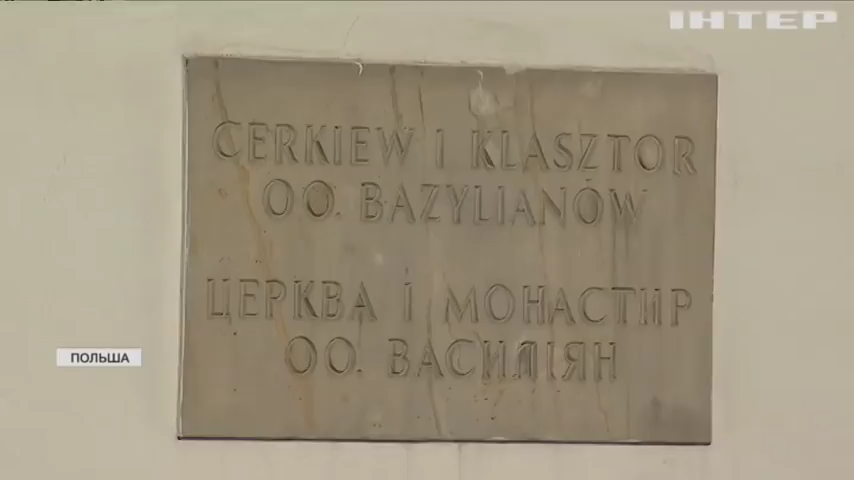 ІНТЕР
CERKIEW I KLASZTOR
OO. BAZYLIANÓW
ЦЕРКВА І МОНАСТИР
ОО. ВАСИЛІЯН
ПОЛЬША